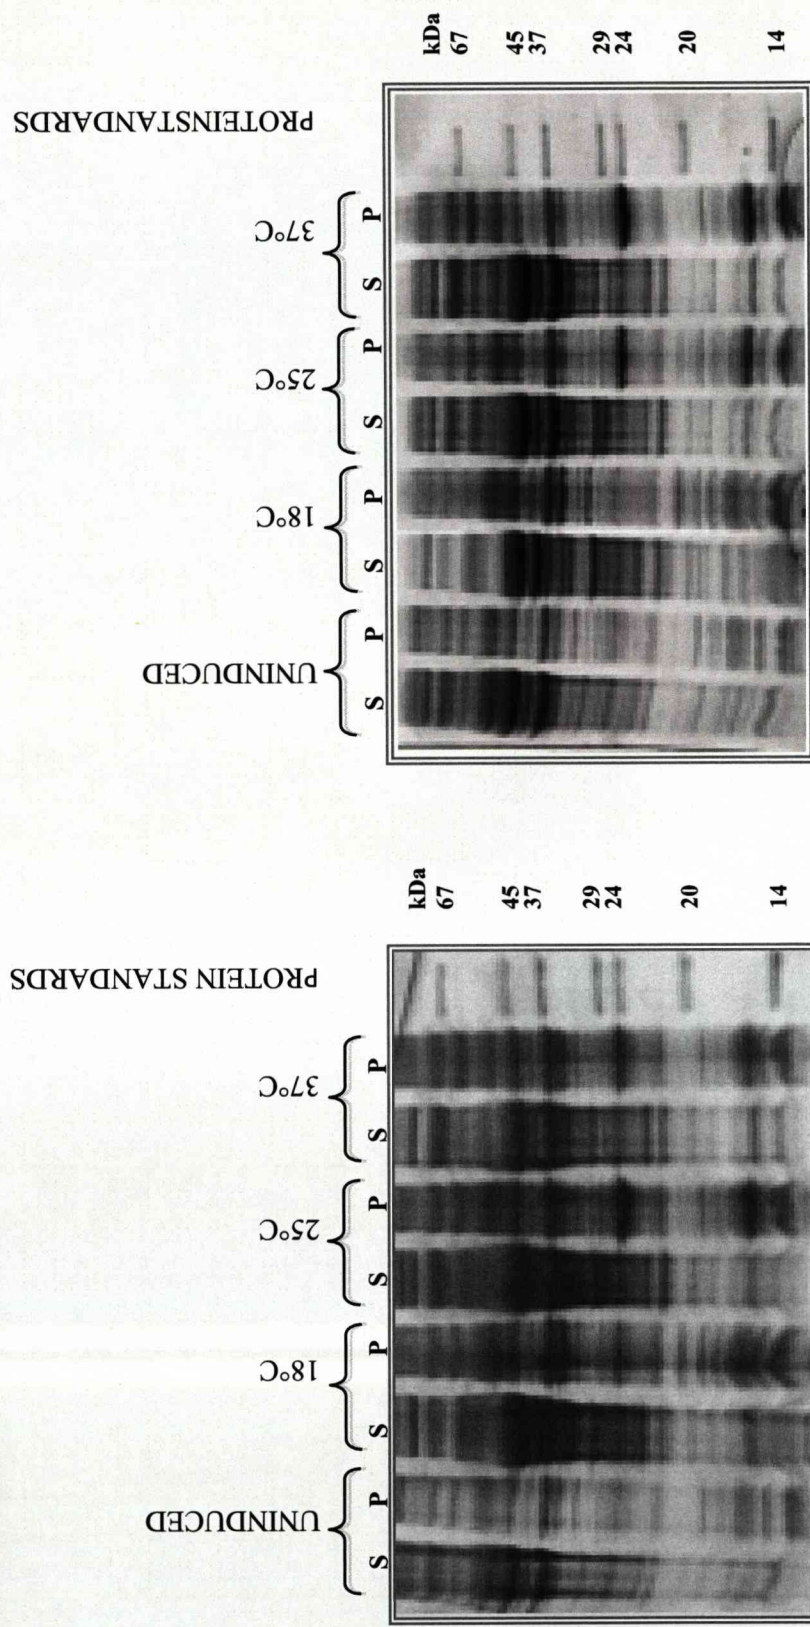 PROTEINSTANDARDS
UNINDUCED
18°C
25°C
37°C
S P S P S P S P
kDa
67
45
37
29
24
20
14
PROTEIN STANDARDS
UNINDUCED
18°C
25°C
37°C
S P S P S P S P
kDa
67
45
37
29
24
20
14